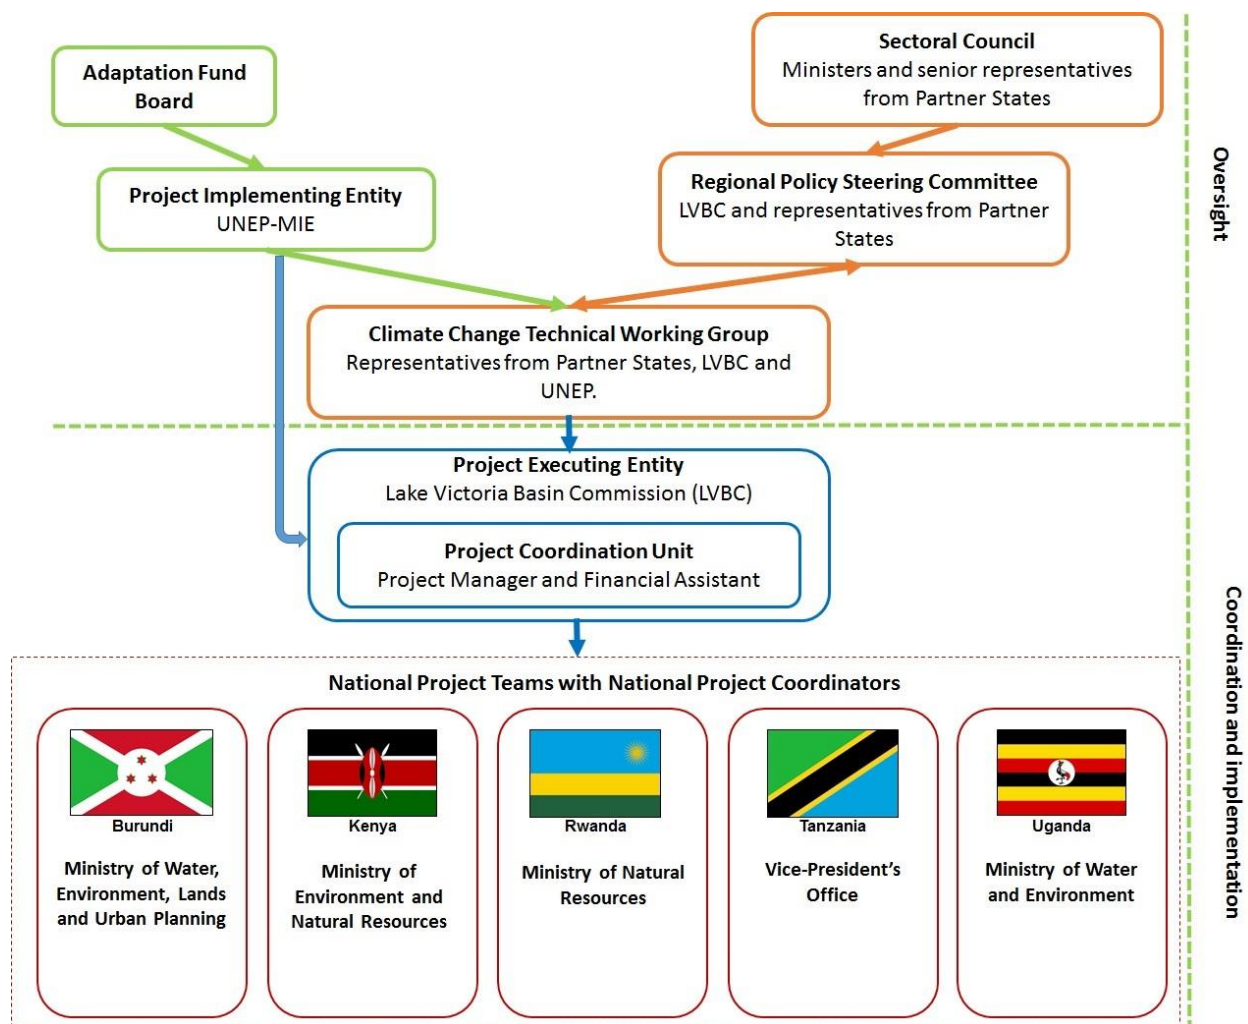 Adaptation Fund
Board
Sectoral Council
Ministers and senior representatives
from Partner States
Project Implementing Entity
UNEP-MIE
Regional Policy Steering Committee
LVBC and representatives from Partner
States
Climate Change Technical Working Group
Representatives from Partner States, LVBC and
UNEP.
Oversight
Project Executing Entity
Lake Victoria Basin Commission (LVBC)
Project Coordination Unit
Project Manager and Financial Assistant
Coordination and implementation
National Project Teams with National Project Coordinators
Burundi
Ministry of Water,
Environment, Lands
and Urban Planning
Kenya
Ministry of
Environment and
Natural Resources
Rwanda
Ministry of Natural
Resources
Tanzania
Vice-President’s
Office
Uganda
Ministry of Water
and Environment